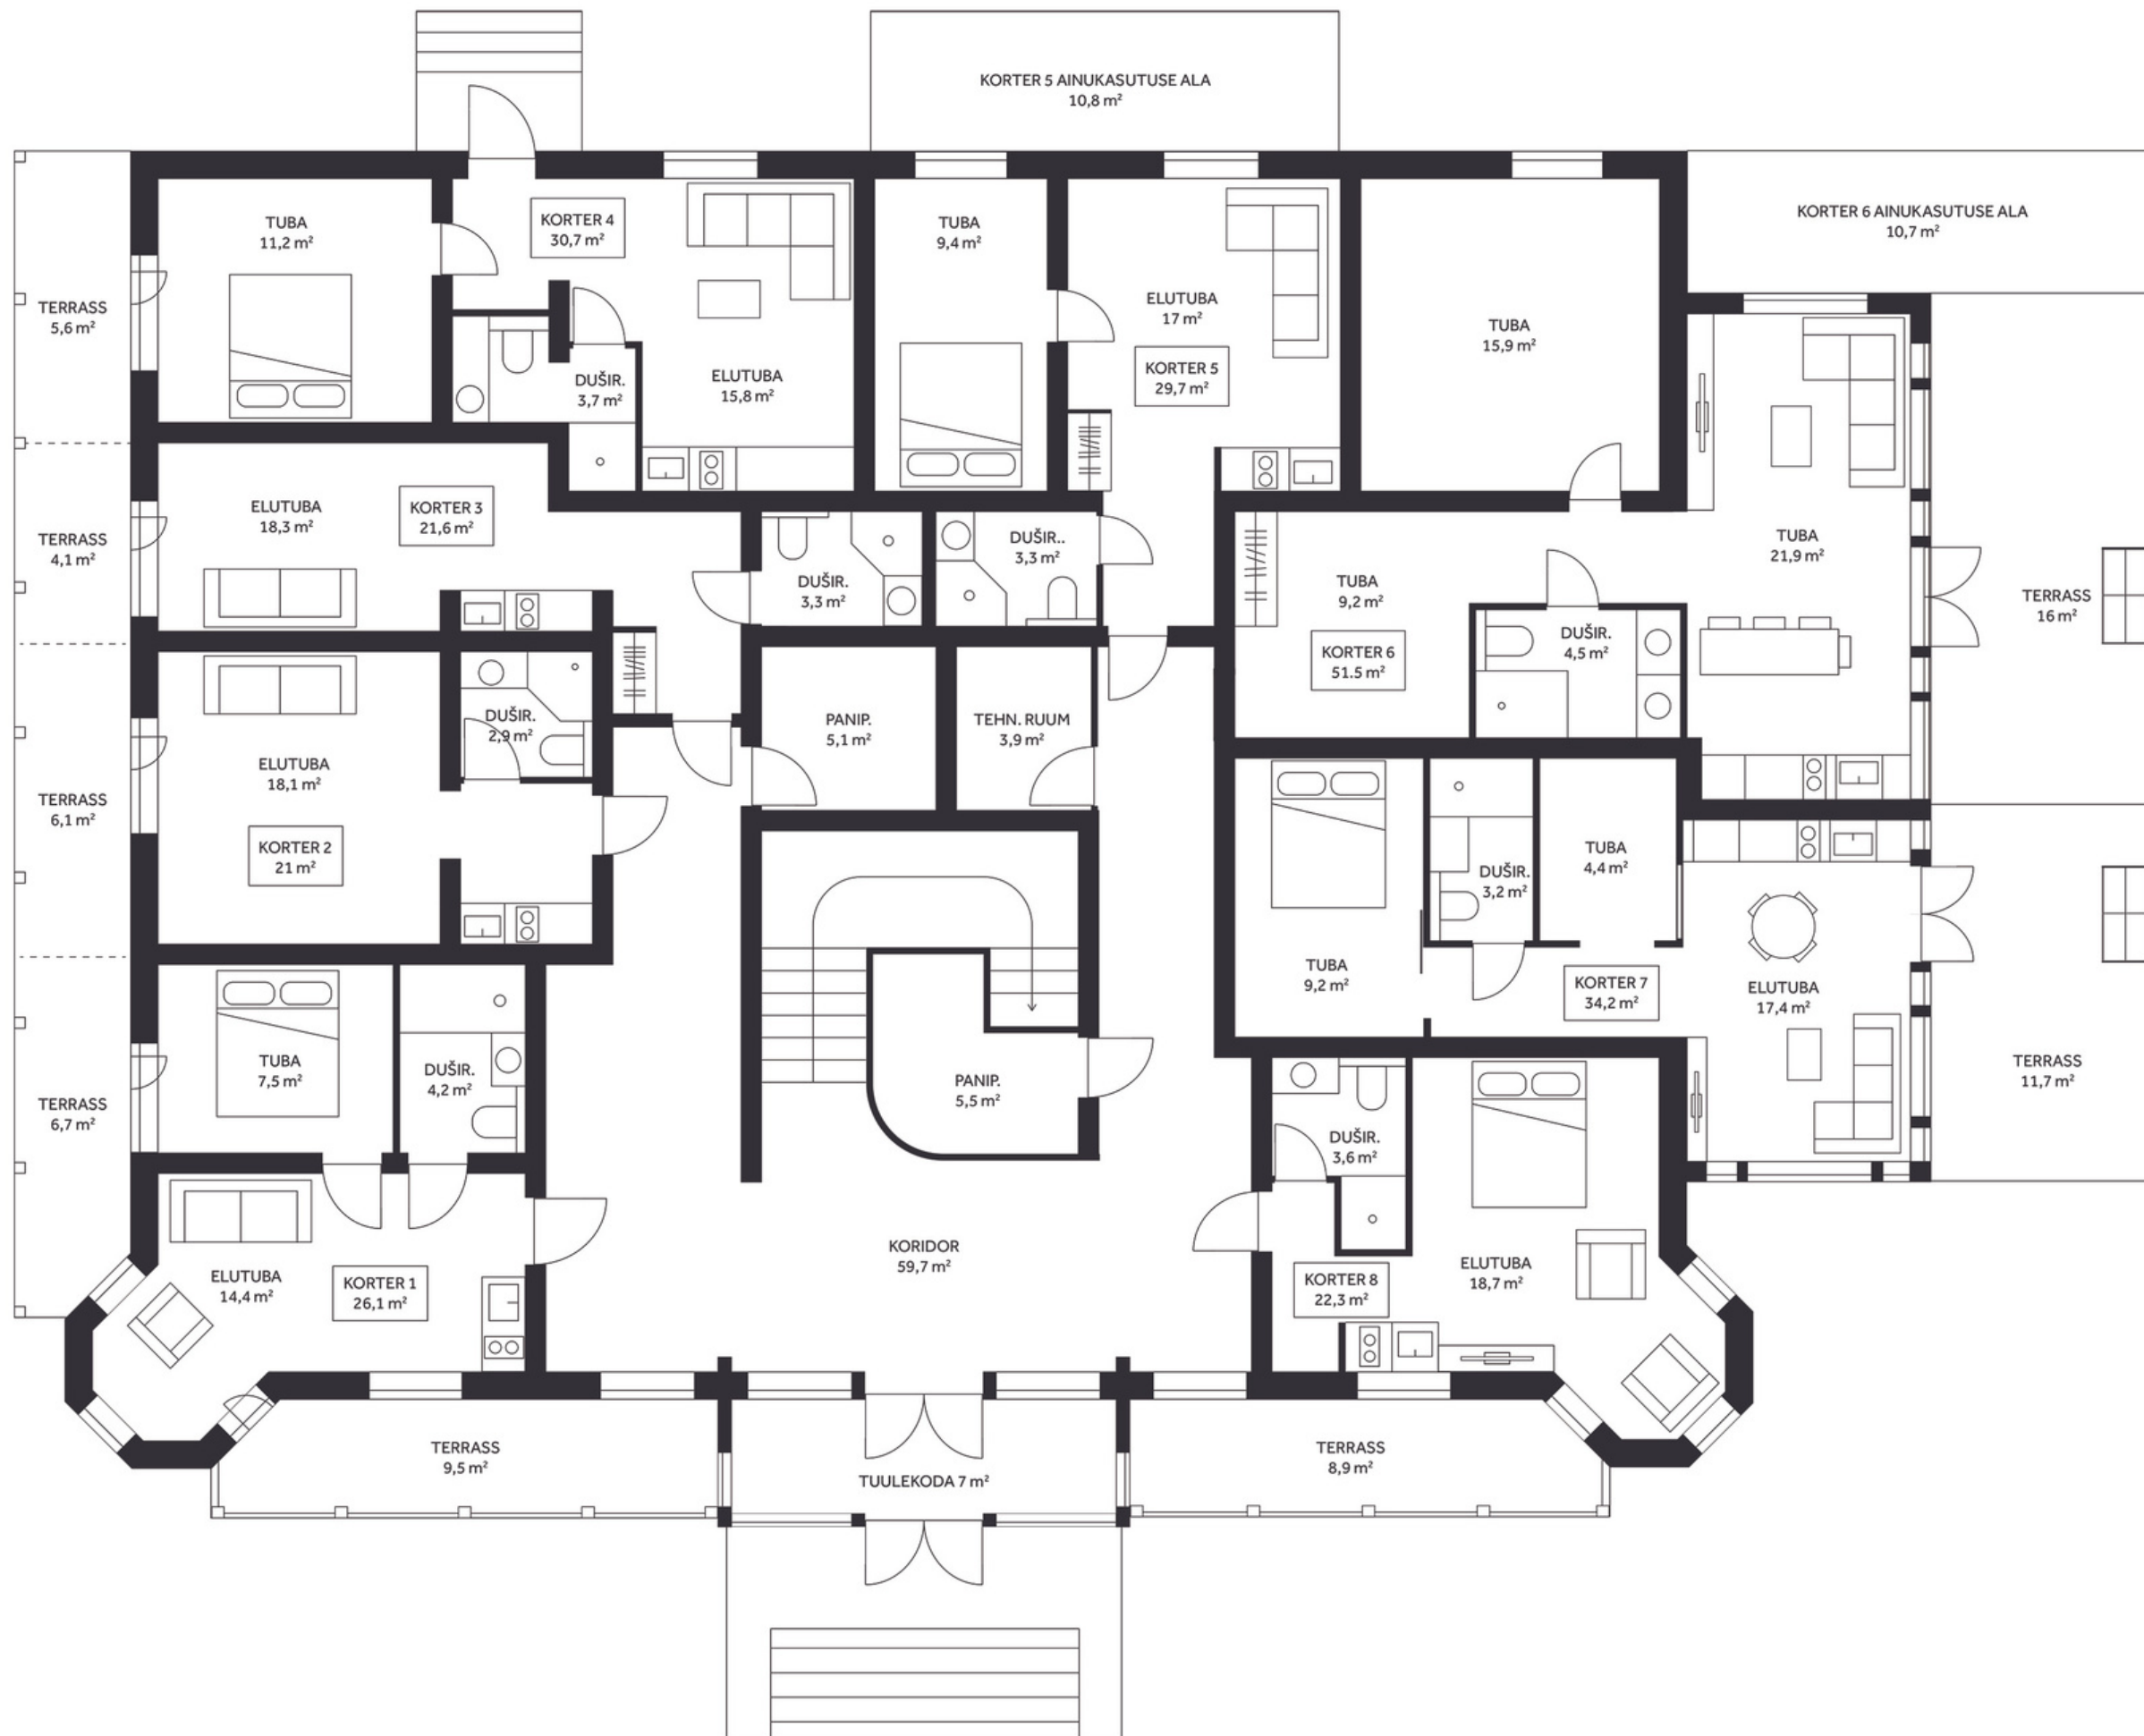 KORTER 5 AINUKASUTUSE ALA
10,8 m²
TUBA
11,2 m²
KORTER 4
30,7 m²
TUBA
9,4 m²
KORTER 6 AINUKASUTUSE ALA
10,7 m²
TERRASS
5,6 m²
DUŠIR.
3,7 m²
ELUTUBA
15,8 m²
ELUTUBA
17 m²
KORTER 5
29,7 m²
TUBA
15,9 m²
TERRASS
4,1 m²
ELUTUBA
18,3 m²
KORTER 3
21,6 m²
DUŠIR.
3,3 m²
DUŠIR..
3,3 m²
TUBA
9,2 m²
KORTER 6
51.5 m²
DUŠIR.
4,5 m²
TUBA
21,9 m²
TERRASS
16 m²
TERRASS
6,1 m²
ELUTUBA
18,1 m²
KORTER 2
21 m²
DUŠIR.
2,9 m²
PANIP.
5,1 m²
TEHN. RUUM
3,9 m²
TUBA
9,2 m²
DUŠIR.
3,2 m²
TUBA
4,4 m²
KORTER 7
34,2 m²
ELUTUBA
17,4 m²
TERRASS
11,7 m²
TERRASS
6,7 m²
TUBA
7,5 m²
DUŠIR.
4,2 m²
PANIP.
5,5 m²
DUŠIR.
3,6 m²
ELUTUBA
14,4 m²
KORTER 1
26,1 m²
KORIDOR
59,7 m²
KORTER 8
22,3 m²
ELUTUBA
18,7 m²
TERRASS
9,5 m²
TUULEKODA 7 m²
TERRASS
8,9 m²